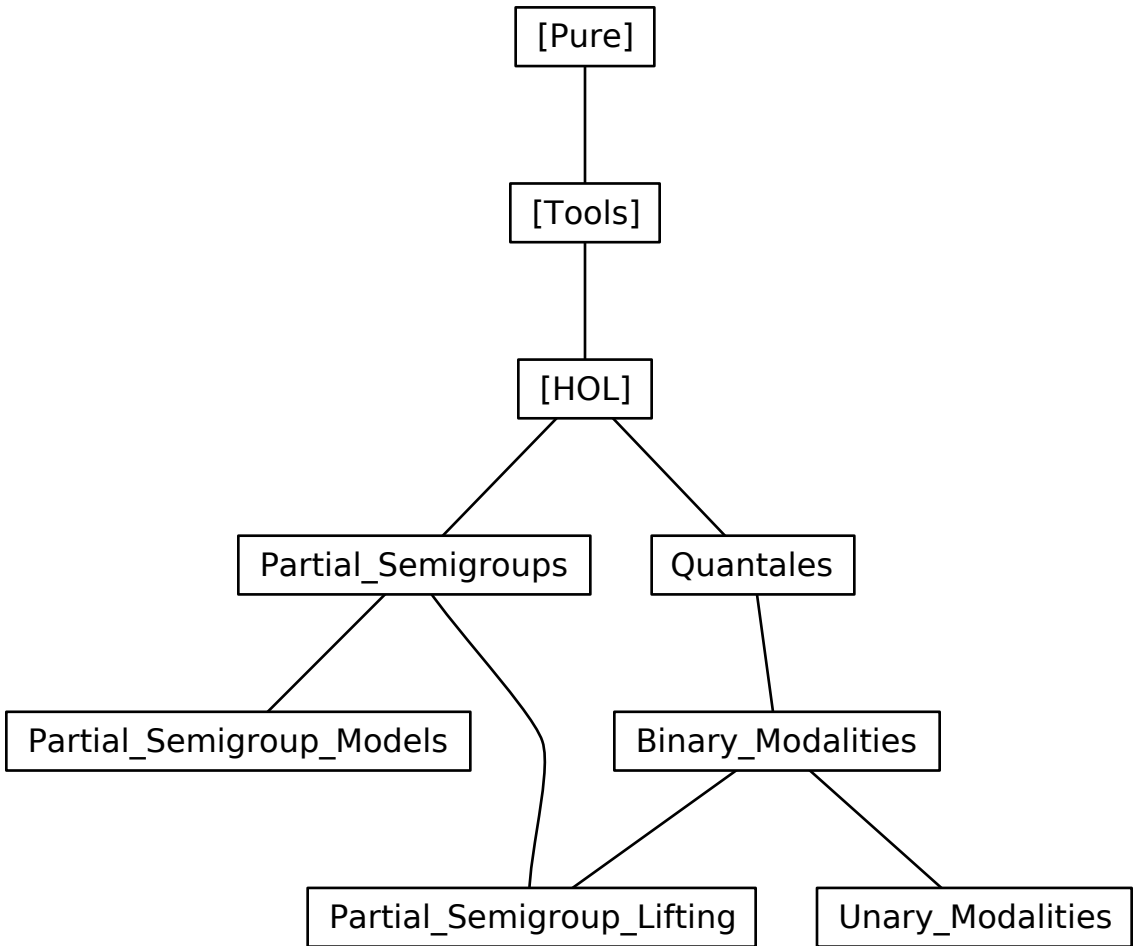 [Pure]
[Tools]
[HOL]
Partial_Semigroups
Quantales
Partial_Semigroup_Models
Binary_Modalities
Partial_Semigroup_Lifting
Unary_Modalities